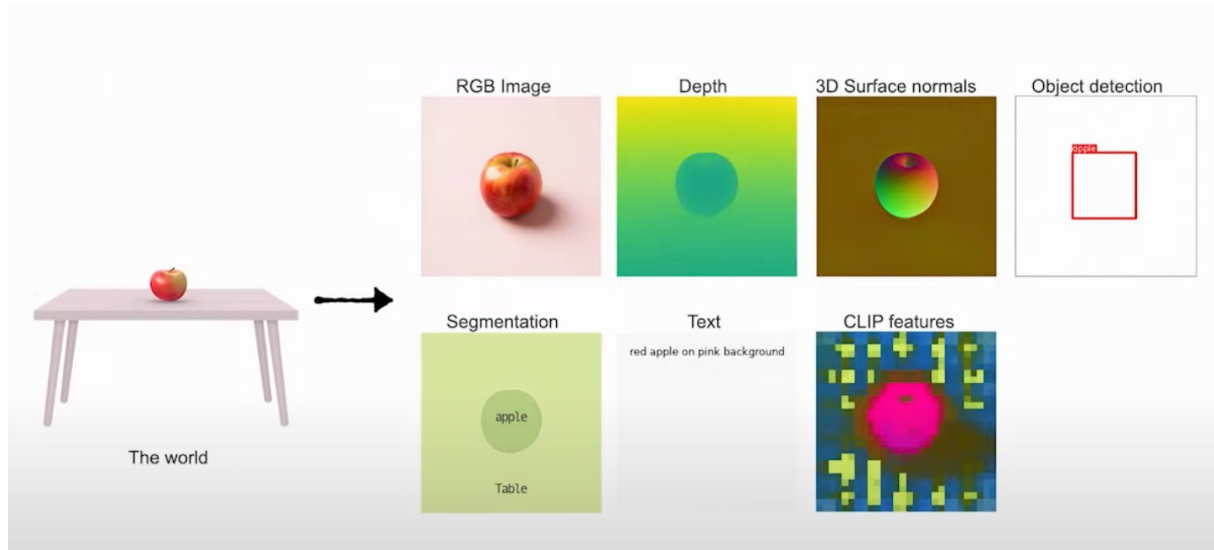 RGB Image
Depth
3D Surface normals
Object detection
apple
The world
Segmentation
Text
CLIP features
red apple on pink background
apple
Table